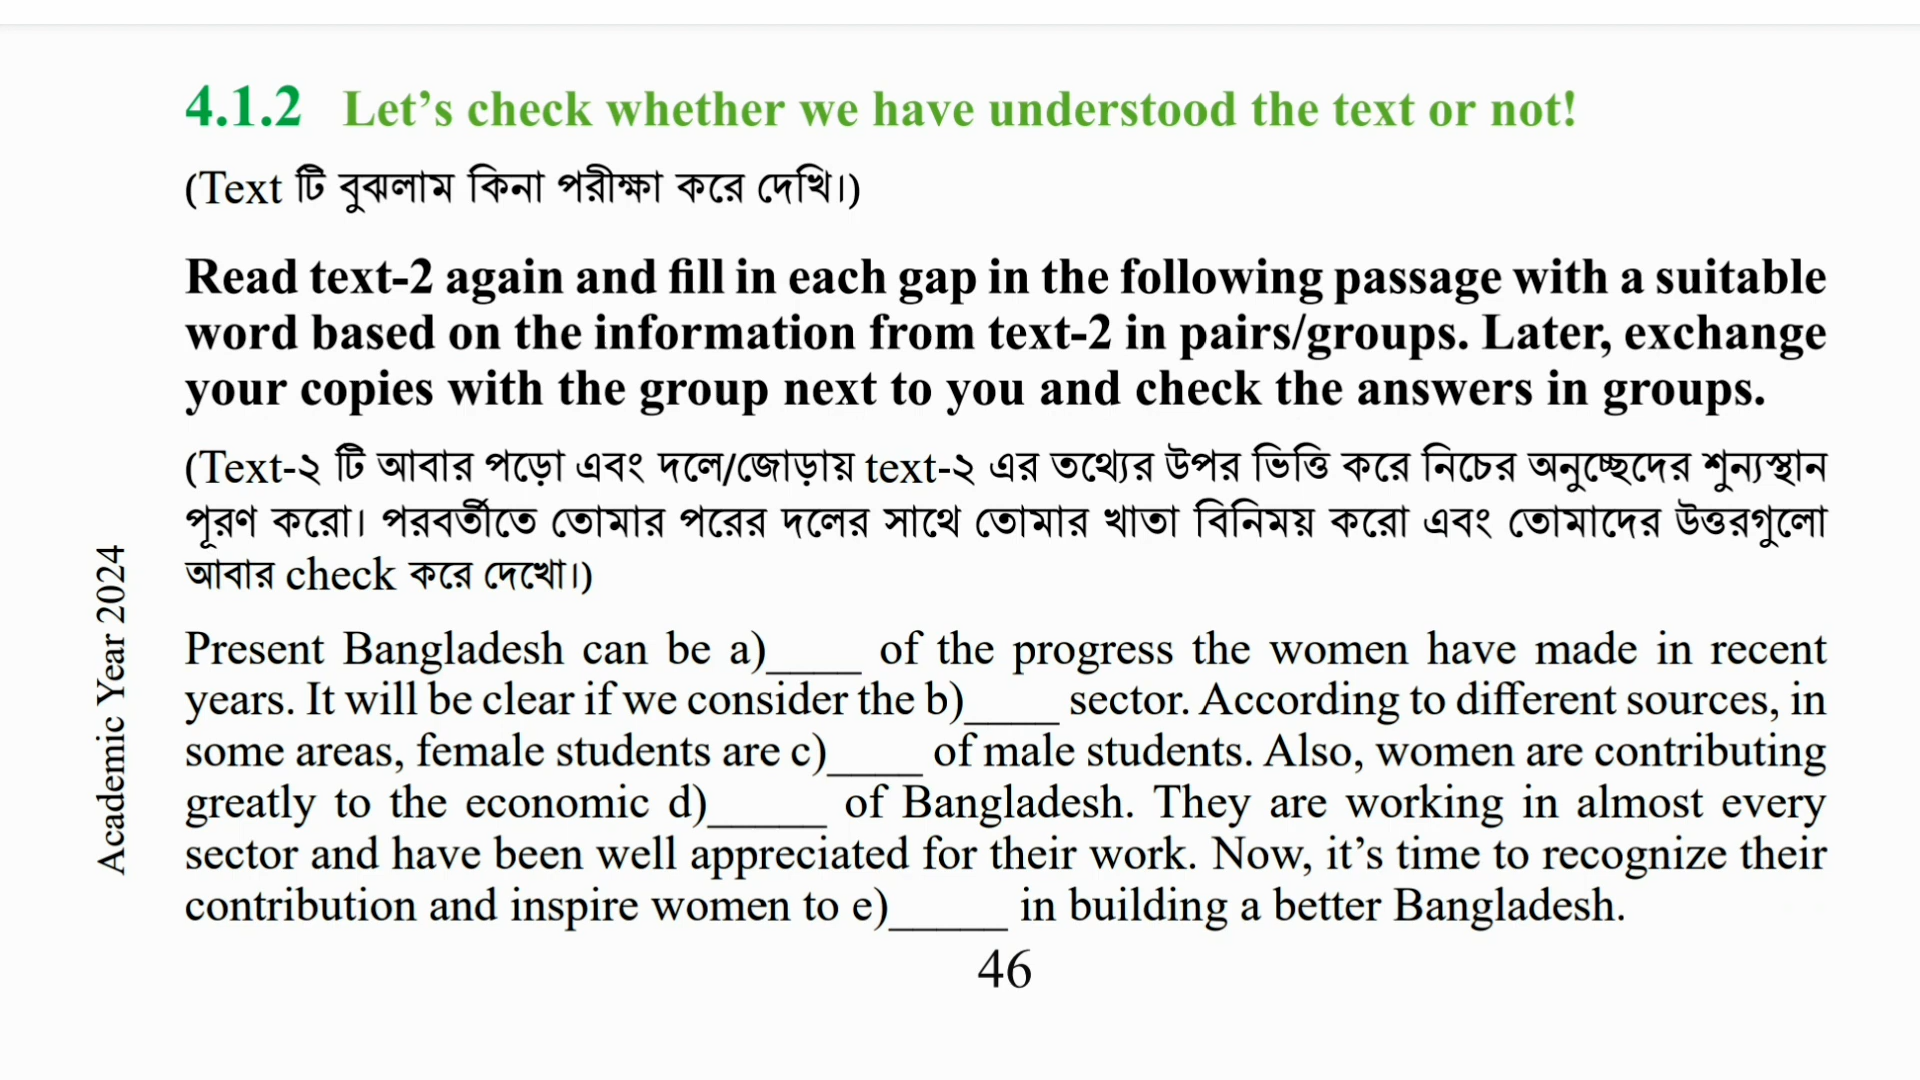 4.1.2 Let’s check whether we have understood the text or not!
(Text টি বুঝলাম কিনা পরীক্ষা করে দেখি।)
Read text-2 again and fill in each gap in the following passage with a suitable
word based on the information from text-2 in pairs/groups. Later, exchange
your copies with the group next to you and check the answers in groups.
(Text-২ টি আবার পড়ো এবং দলে/জোড়ায় text-২ এর তথ্যের উপর ভিত্তি করে নিচের অনুচ্ছেদের শুন্যস্থান
পূরণ করো। পরবর্তীতে তোমার পরের দলের সাথে তোমার খাতা বিনিময় করো এবং তোমাদের উত্তরগুলো
আবার check করে দেখো।)
Present Bangladesh can be a)____ of the progress the women have made in recent
years. It will be clear if we consider the b)____ sector. According to different sources, in
some areas, female students are c)____ of male students. Also, women are contributing
greatly to the economic d)_____ of Bangladesh. They are working in almost every
sector and have been well appreciated for their work. Now, it’s time to recognize their
contribution and inspire women to e)_____ in building a better Bangladesh.
46
Academic Year 2024